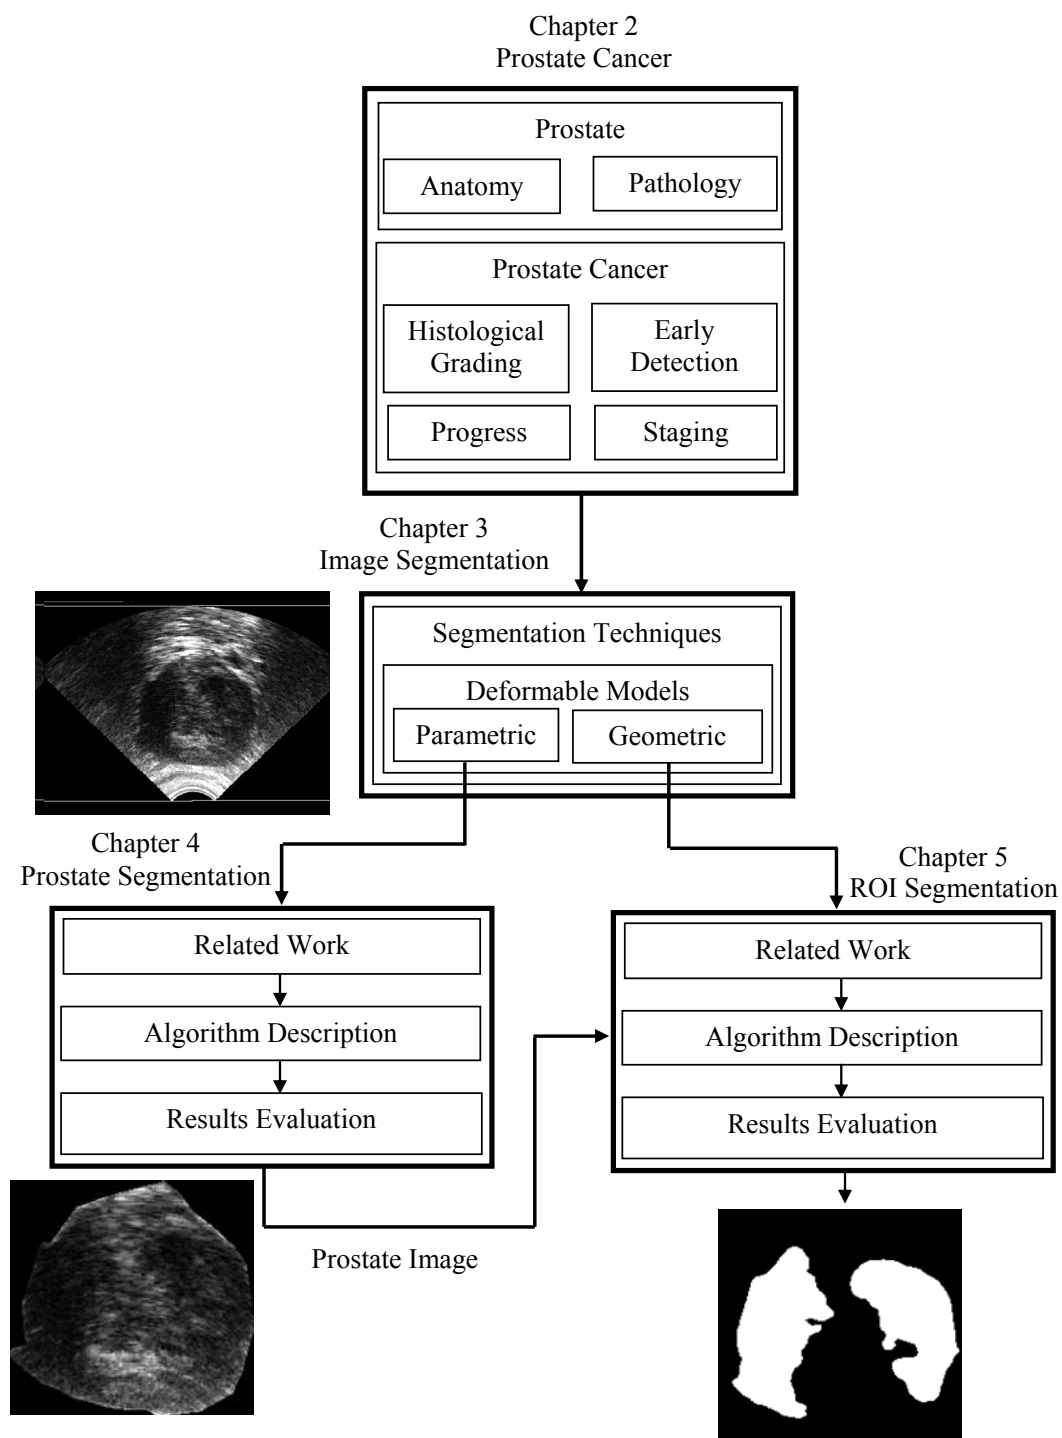 Chapter 2
Prostate Cancer
Prostate
Anatomy
Pathology
Prostate Cancer
Histological
Grading
Early
Detection
Progress
Staging
Chapter 3
Image Segmentation
Segmentation Techniques
Deformable Models
Parametric
Geometric
Chapter 4
Prostate Segmentation
Related Work
Algorithm Description
Results Evaluation
Chapter 5
ROI Segmentation
Related Work
Algorithm Description
Results Evaluation
Prostate Image